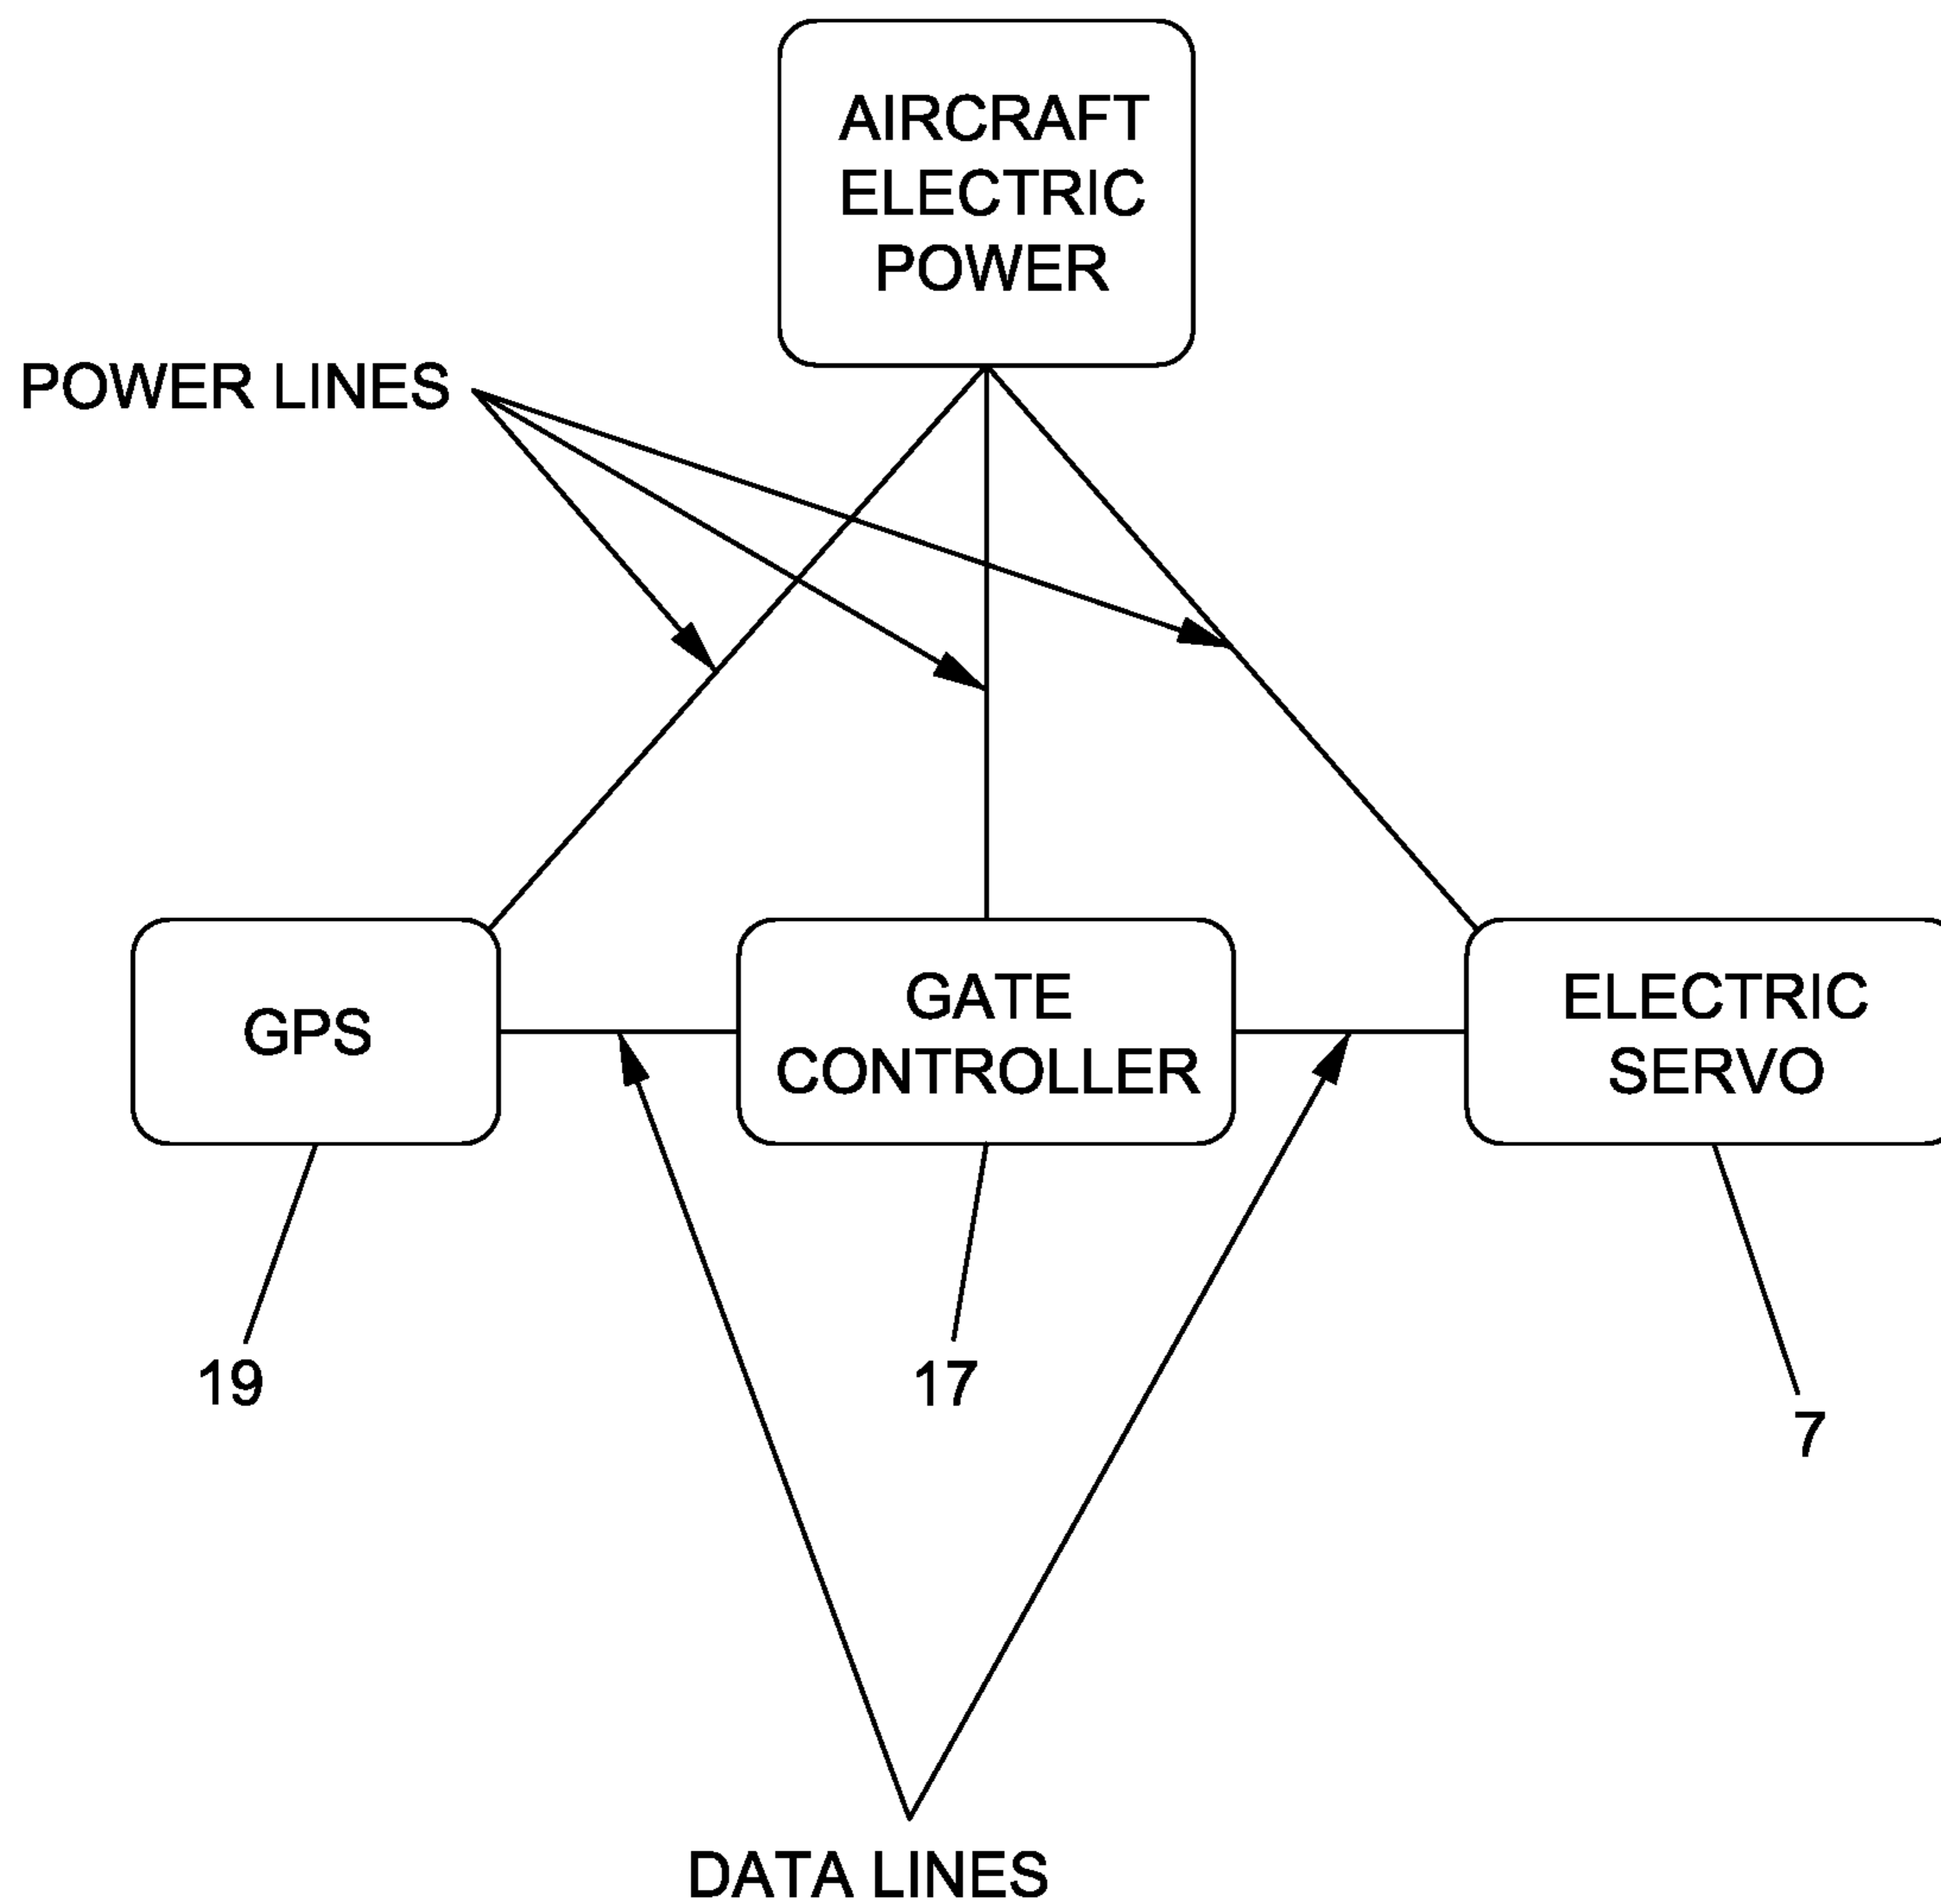 AIRCRAFT
ELECTRIC
POWER
POWER LINES
GPS
GATE
CONTROLLER
ELECTRIC
SERVO
19
17
7
DATA LINES